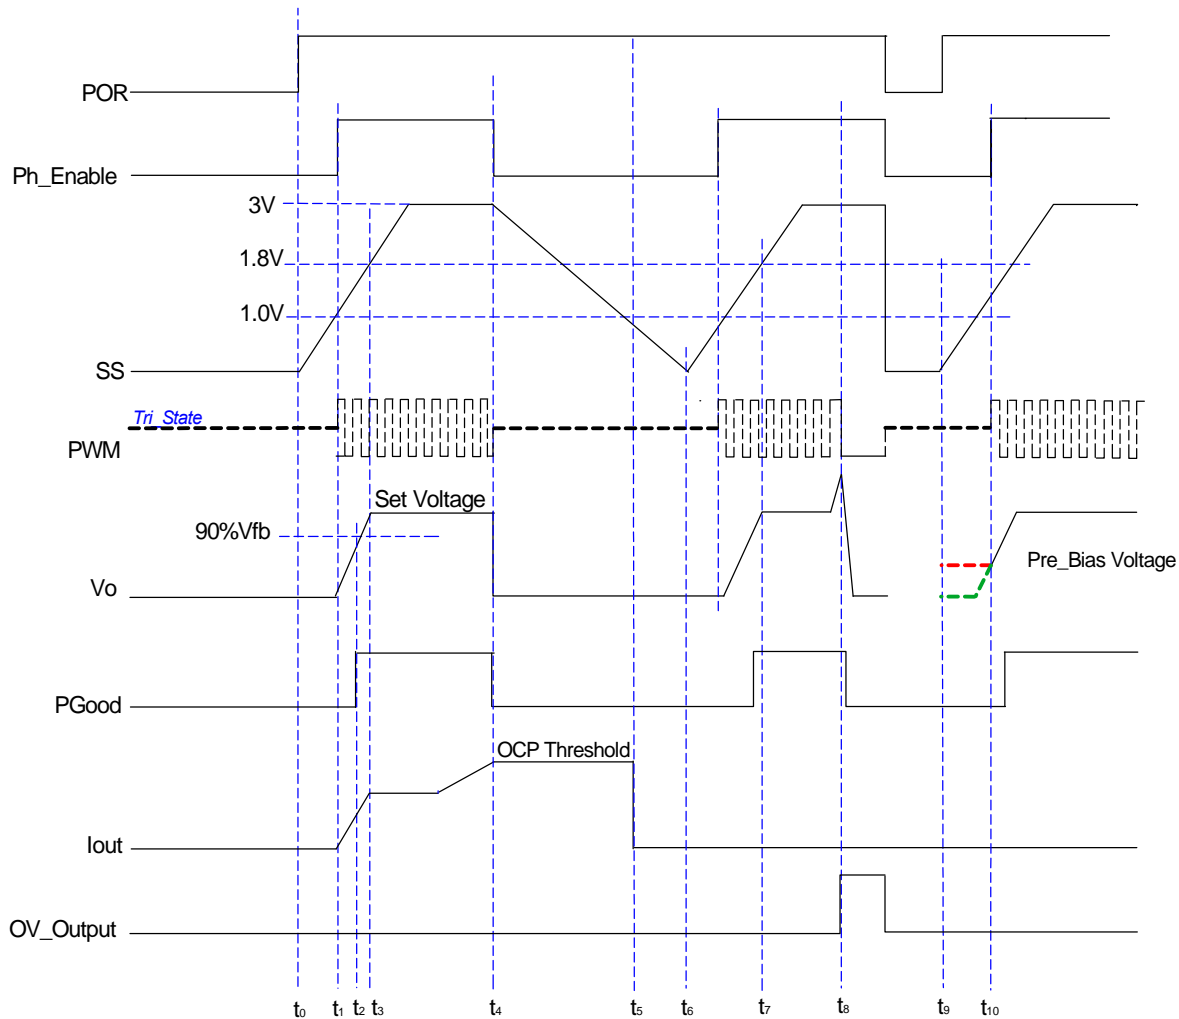 POR
Ph_Enable
3V
1.8V
1.0V
SS
Tri_State
PWM
Set Voltage
90%Vfb
Pre_Bias Voltage
Vo
PGood
OCP Threshold
Iout
OV_Output
t0 t1 t2 t3 t4 t5 t6 t7 t8 t9 t10